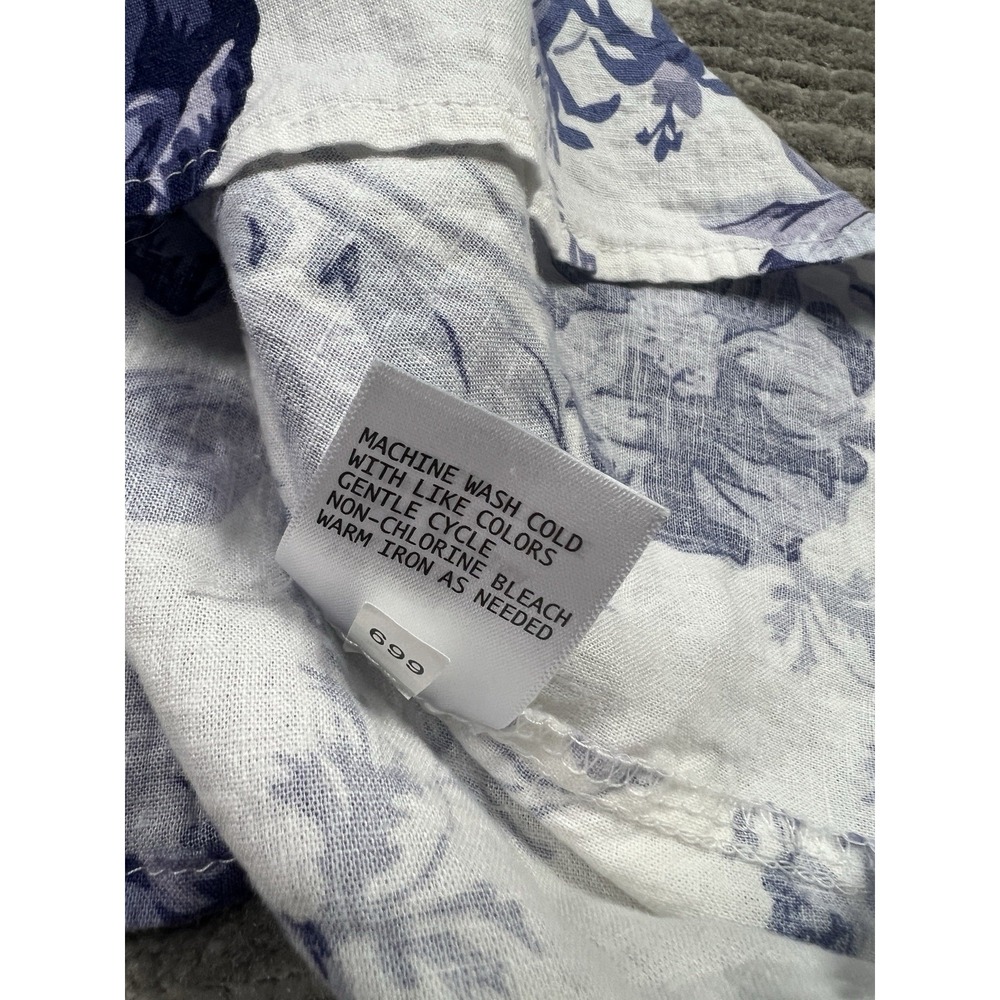 MACHINE WASH COLD
WITH LIKE COLORS
GENTLE CYCLE
NON-CHLORINE BLEACH
WARM IRON AS NEEDED
699